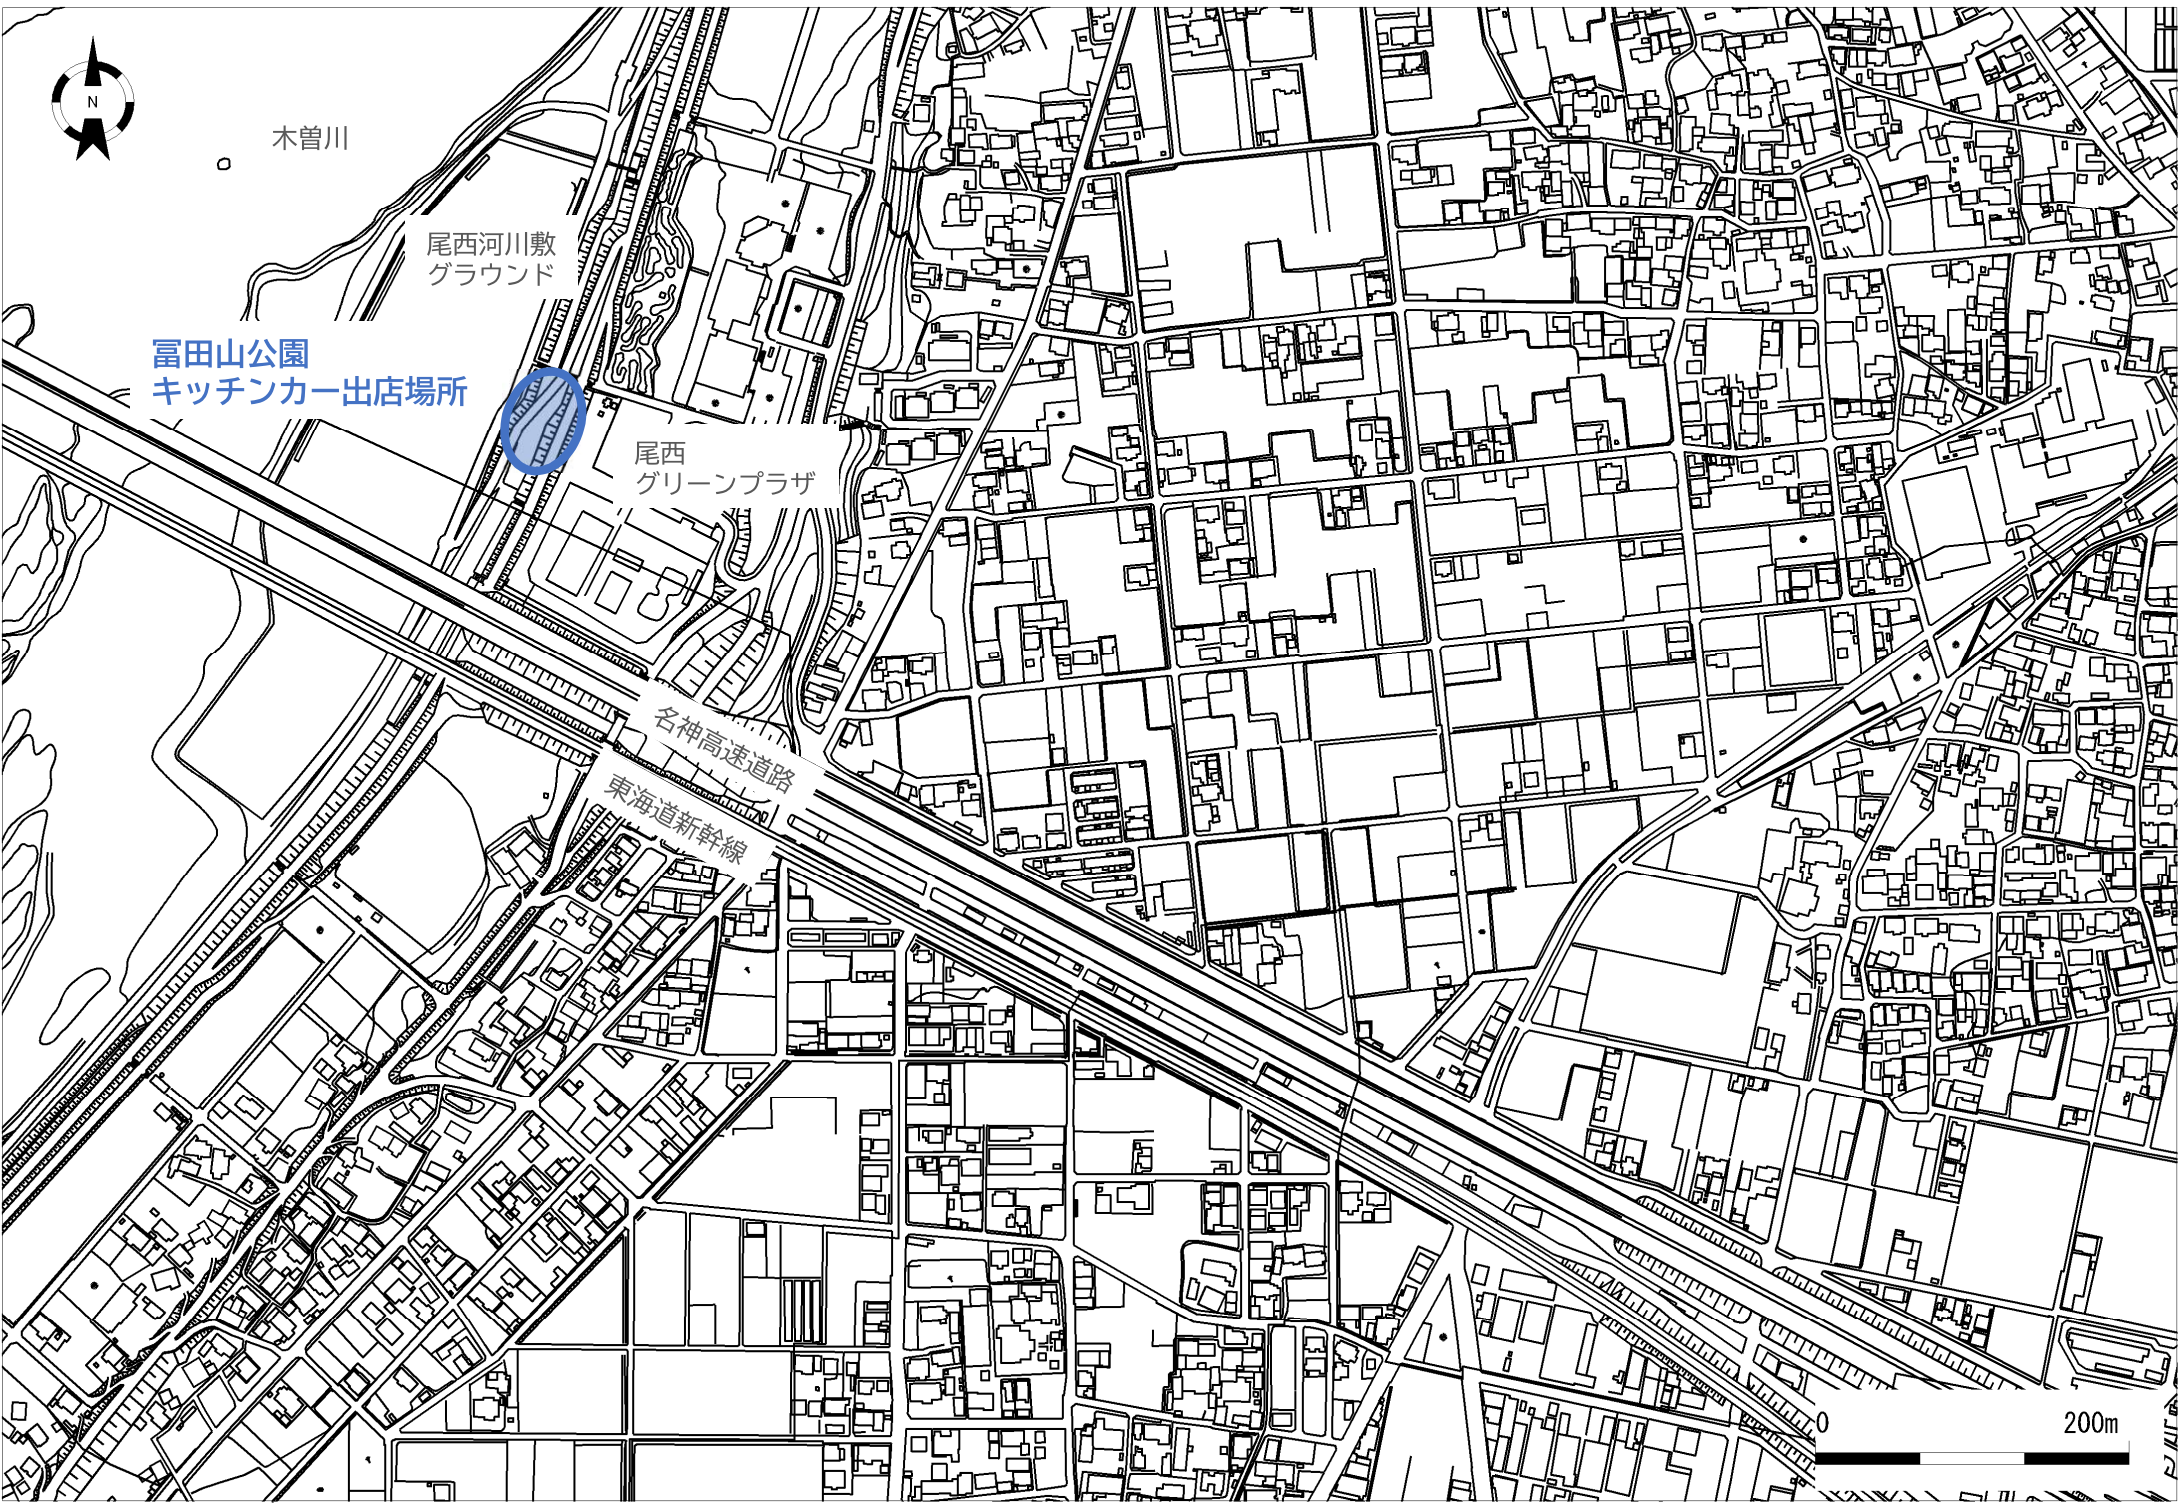 N
木曽川
尾西河川敷
グラウンド
冨田山公園
キッチンカー出店場所
尾西
グリーンプラザ
名神高速道路
東海道新幹線
0
200m